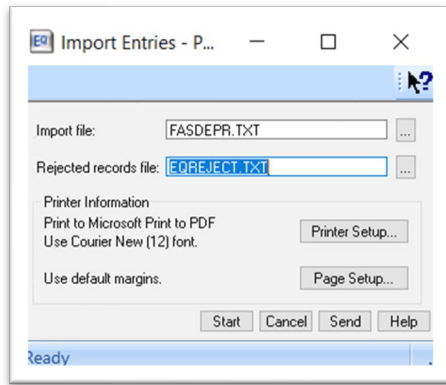 EQ Import Entries - P...
Import file: FASDEPR.TXT ...
Rejected records file: EQREJECT.TXT ...
Printer Information
Print to Microsoft Print to PDF
Use Courier New (12) font.
Printer Setup...
Use default margins. Page Setup...
Start Cancel Send Help
Ready